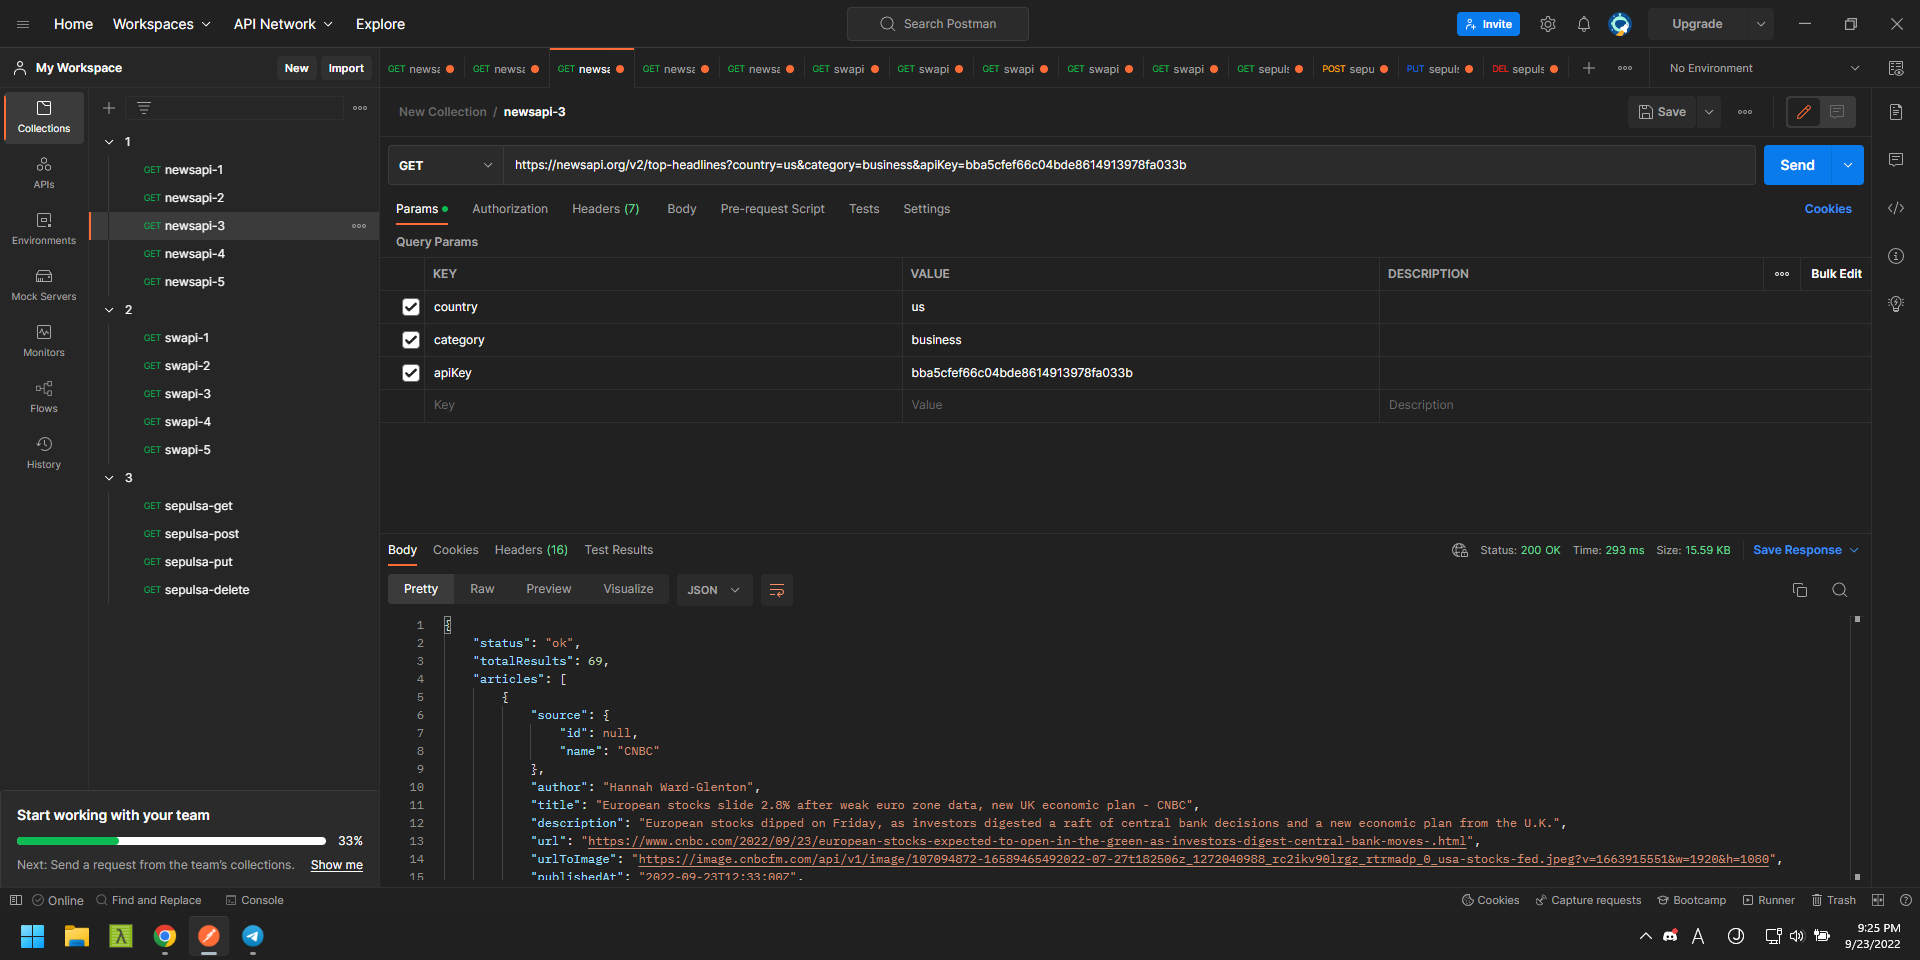 Home Workspaces API Network Explore Search Postman Invite Upgrade
My Workspace New Import
GET newsa GET newsa GET newsa GET newsa GET newsa GET swapi GET swapi GET swapi GET swapi GET swapi GET sepuls POST sepu PUT sepuls DEL sepuls No Environment
Collections
APIs
Environments
Mock Servers
Monitors
Flows
History
1
GET newsapi-1
GET newsapi-2
GET newsapi-3
GET newsapi-4
GET newsapi-5
2
GET swapi-1
GET swapi-2
GET swapi-3
GET swapi-4
GET swapi-5
3
GET sepulsa-get
GET sepulsa-post
GET sepulsa-put
GET sepulsa-delete
Start working with your team
33%
Next: Send a request from the team's collections. Show me
New Collection / newsapi-3 Save
GET https://newsapi.org/v2/top-headlines?country=us&category=business&apiKey=bba5cfef66c04bde8614913978fa033b Send
Params Authorization Headers (7) Body Pre-request Script Tests Settings Cookies
Query Params
KEY VALUE DESCRIPTION Bulk Edit
country us
category business
apiKey bba5cfef66c04bde8614913978fa033b
Key Value Description
Body Cookies Headers (16) Test Results Status: 200 OK Time: 293 ms Size: 15.59 KB Save Response
Pretty Raw Preview Visualize JSON
1 {
2 "status": "ok",
3 "totalResults": 69,
4 "articles": [
5 {
6 "source": {
7 "id": null,
8 "name": "CNBC"
9 },
10 "author": "Hannah Ward-Glenton",
11 "title": "European stocks slide 2.8% after weak euro zone data, new UK economic plan - CNBC",
12 "description": "European stocks dipped on Friday, as investors digested a raft of central bank decisions and a new economic plan from the U.K.",
13 "url": "https://www.cnbc.com/2022/09/23/european-stocks-expected-to-open-in-the-green-as-investors-digest-central-bank-moves-.html",
14 "urlToImage": "https://image.cnbcfm.com/api/v1/image/107094872-16589465492022-07-27t182506z_1272040988_rc2ikv90lrgz_rtrmadp_0_usa-stocks-fed.jpeg?v=1663915551&w=1920&h=1080",
15 "publishedAt": "2022-09-23T12:33:00Z",
Online Find and Replace Console Cookies Capture requests Bootcamp Runner Trash
9:25 PM
9/23/2022